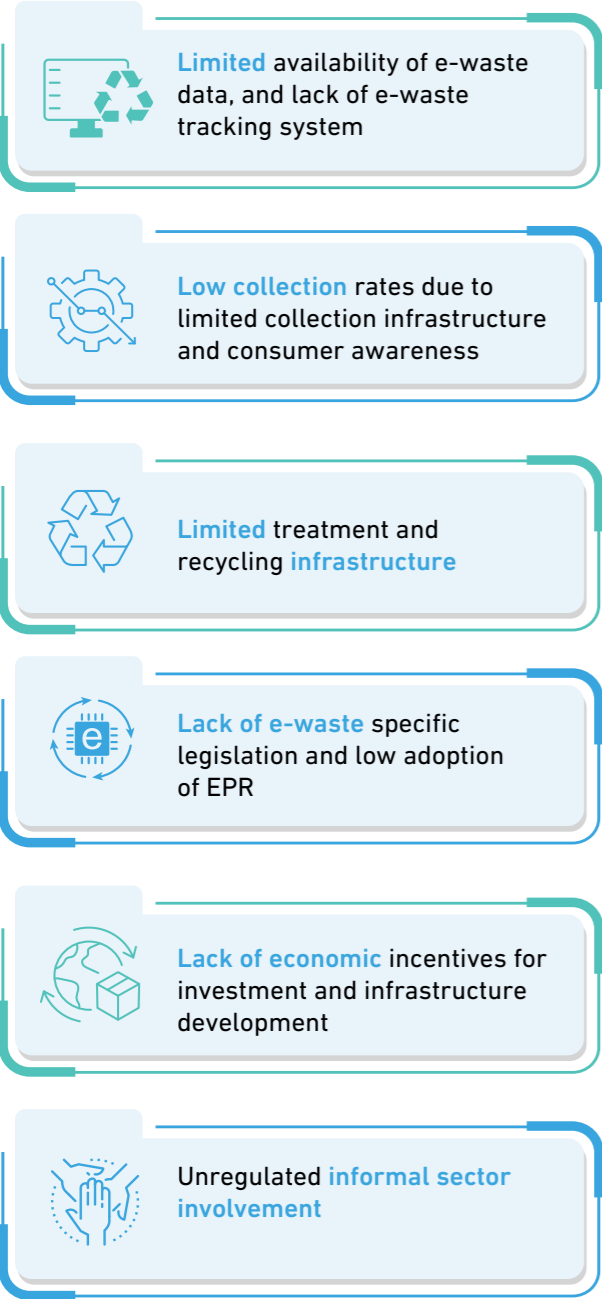 Limited availability of e-waste
data, and lack of e-waste
tracking system
Low collection rates due to
limited collection infrastructure
and consumer awareness
Limited treatment and
recycling infrastructure
e
Lack of e-waste specific
legislation and low adoption
of EPR
Lack of economic incentives for
investment and infrastructure
development
Unregulated informal sector
involvement